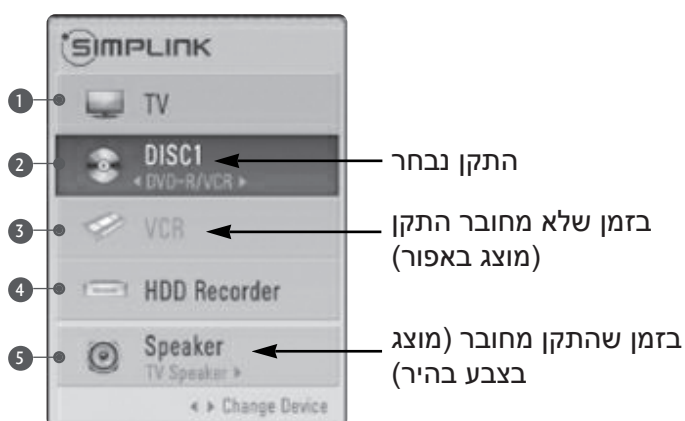 SIMPLINK
1 TV
2 DISC1
◄ DVD-R/VCR ►
התקן נבחר
3 VCR
בזמן שלא מחובר התקן
(מוצג באפור)
4 HDD Recorder
5 Speaker
TV Speaker ►
בזמן שהתקן מחובר (מוצג
בצבע בהיר)
◄ ► Change Device